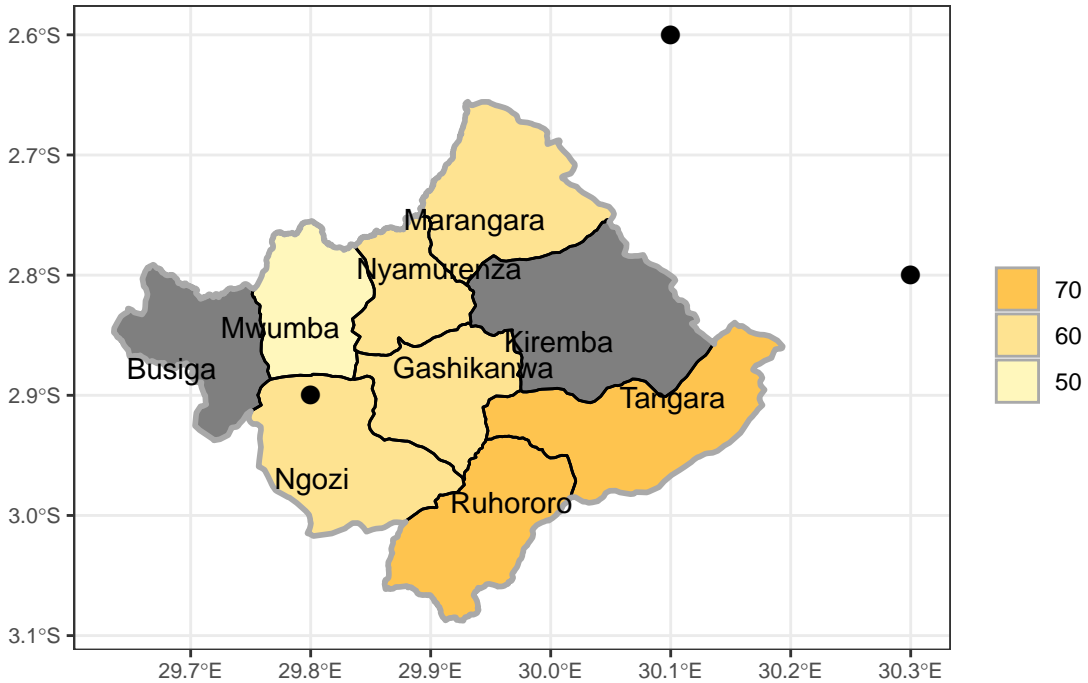 2.6°S
2.7°S
2.8°S
2.9°S
3.0°S
3.1°S
Marangara
Nyamurenza
Mwumba
Kiremba
Busiga
Gashikanwa
Tangara
Ngozi
Ruhororo
70
60
50
29.7°E 29.8°E 29.9°E 30.0°E 30.1°E 30.2°E 30.3°E